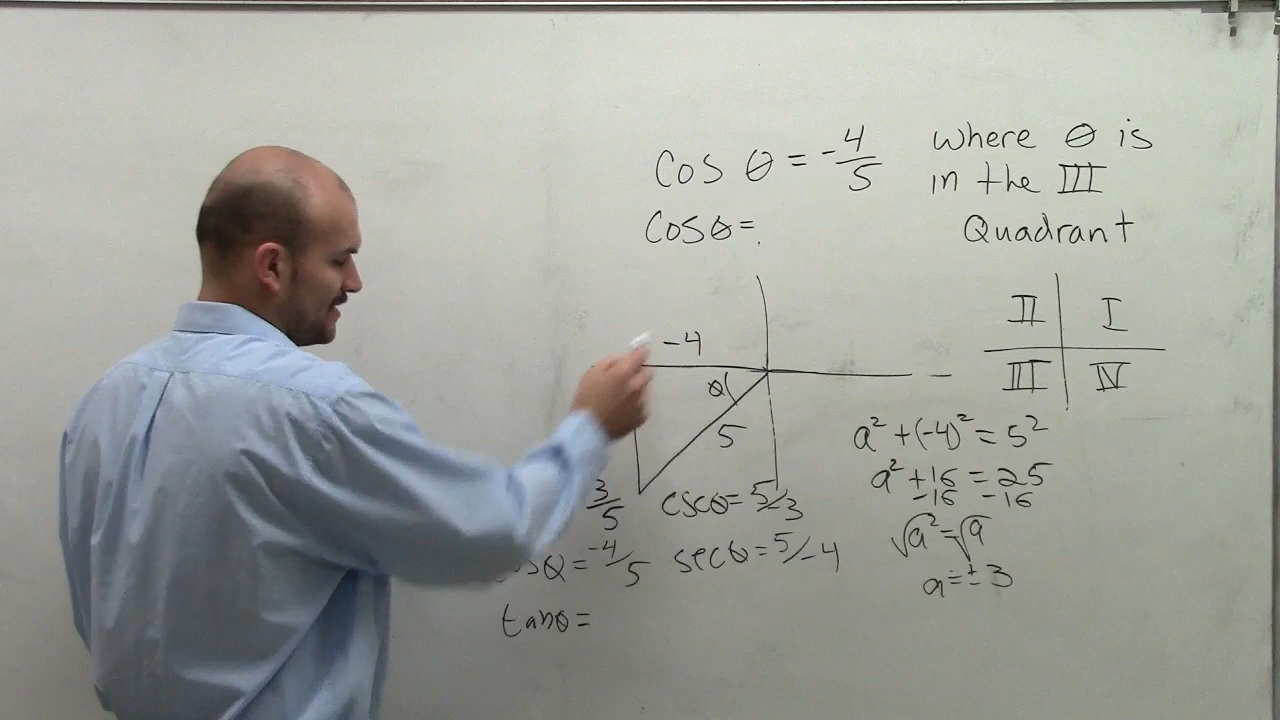 cos θ = -4/5 where θ is
in the III
Quadrant
cosθ=
-4
θ
5
II I
III IV
a² + (-4)² = 5²
a² + 16 = 25
-16 -16
√a² = √9
a = ± 3
3/5 cscθ = 5/3
sθ = -4/5 secθ = 5/-4
tanθ =